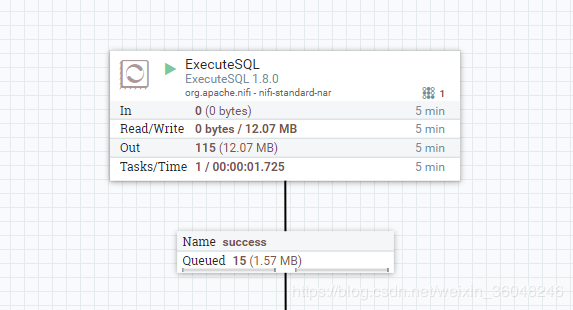 ExecuteSQL
ExecuteSQL 1.8.0
org.apache.nifi - nifi-standard-nar
1
In 0 (0 bytes) 5 min
Read/Write 0 bytes / 12.07 MB 5 min
Out 115 (12.07 MB) 5 min
Tasks/Time 1 / 00:00:01.725 5 min
Name success
Queued 15 (1.57 MB)
https://blog.csdn.net/weixin_36048246